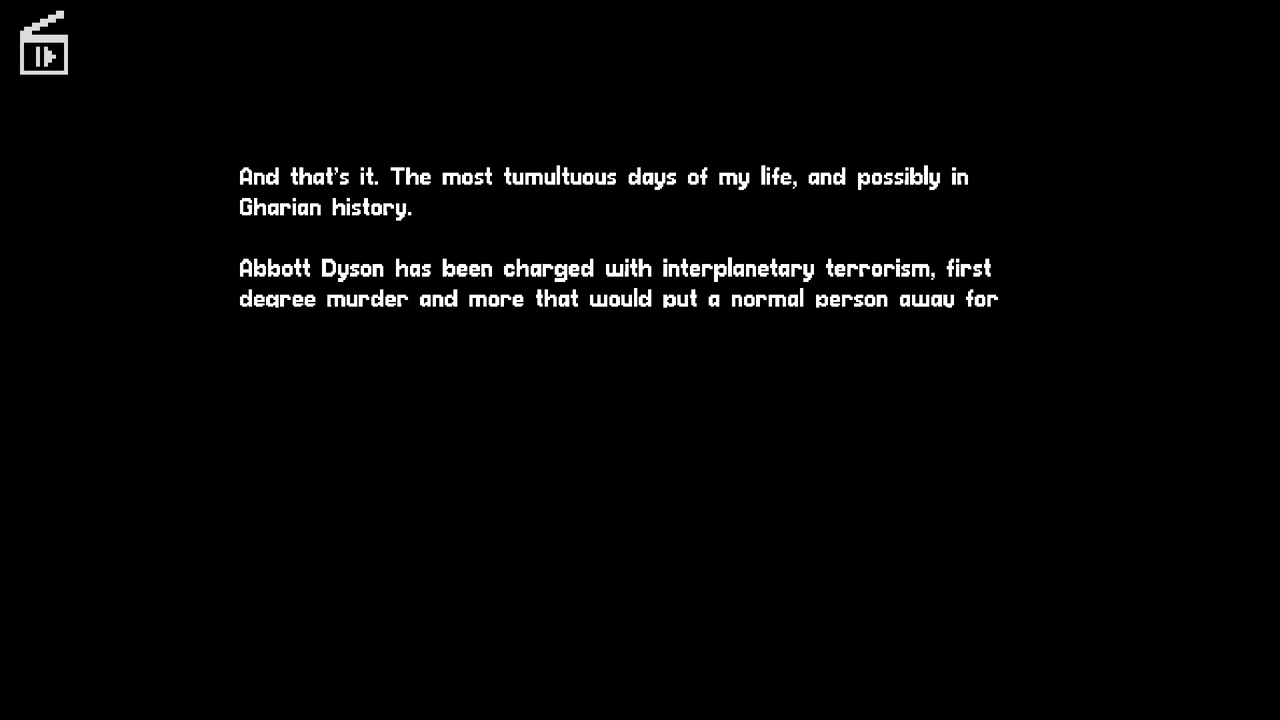 And that's it. The most tumultuous days of my life, and possibly in
Gharian history.
Abbott Dyson has been charged with interplanetary terrorism, first
degree murder and more that would put a normal person away for